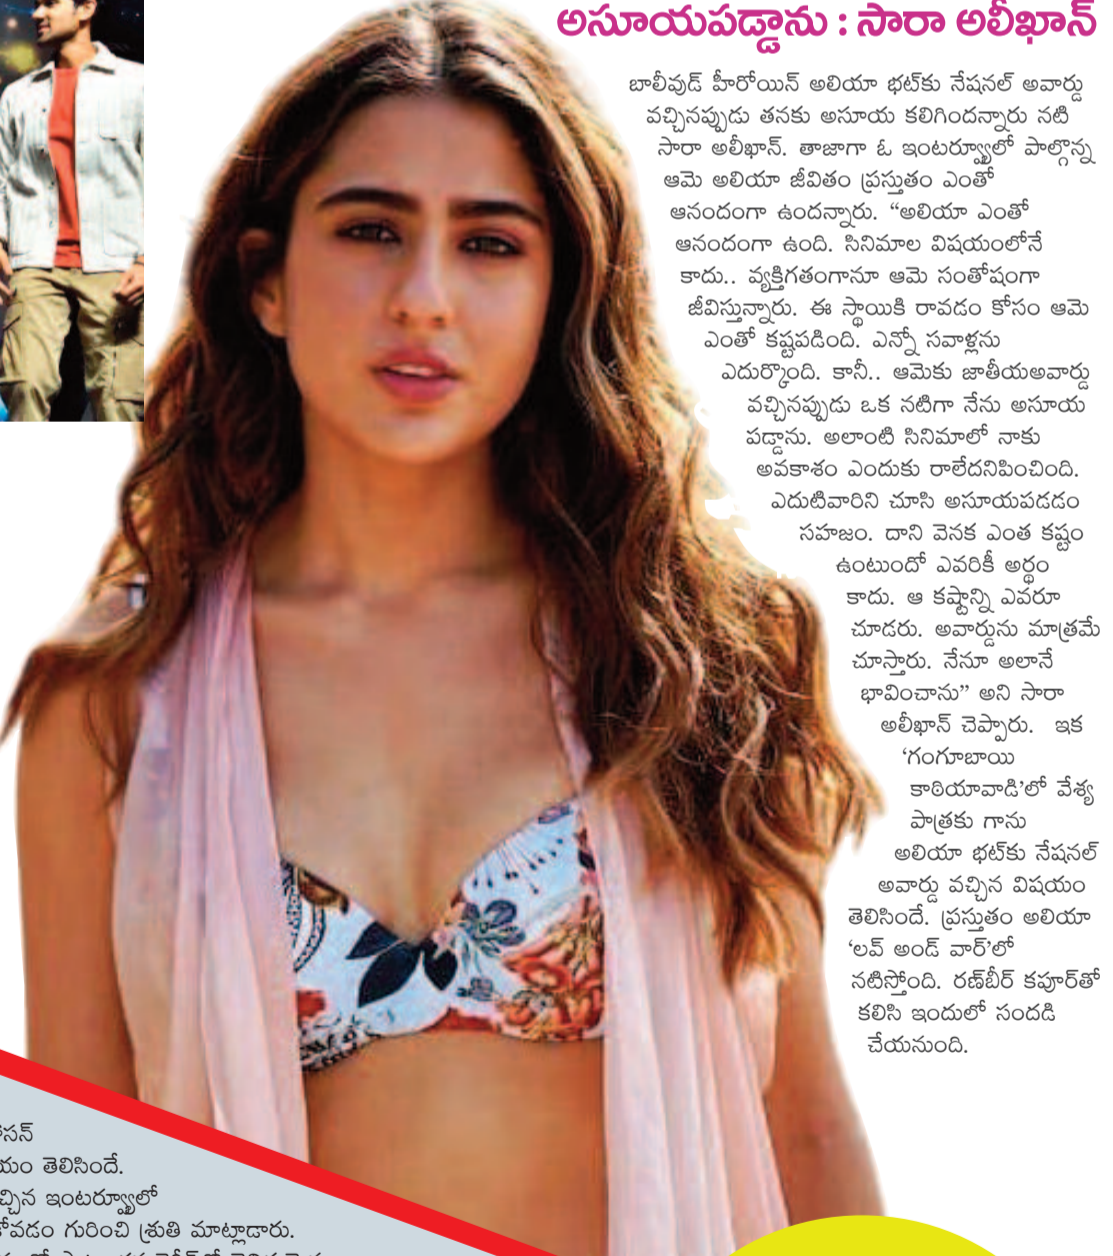 అసూయపడ్డాను : సారా అలీఖాన్
బాలీవుడ్ హీరోయిన్ అలియా భట్‌కు నేషనల్ అవార్డు
వచ్చినప్పుడు తనకు అసూయ కలిగిందన్నారు నటి
సారా అలీఖాన్. తాజాగా ఓ ఇంటర్వ్యూలో పాల్గొన్న
ఆమె అలియా జీవితం ప్రస్తుతం ఎంతో
ఆనందంగా ఉందన్నారు. “అలియా ఎంతో
ఆనందంగా ఉంది. సినిమాల విషయంలోనే
కాదు.. వ్యక్తిగతంగానూ ఆమె సంతోషంగా
జీవిస్తున్నారు. ఈ స్థాయికి రావడం కోసం ఆమె
ఎంతో కష్టపడింది. ఎన్నో సవాళ్లను
ఎదుర్కొంది. కానీ.. ఆమెకు జాతీయఅవార్డు
వచ్చినప్పుడు ఒక నటిగా నేను అసూయ
పడ్డాను. అలాంటి సినిమాలో నాకు
అవకాశం ఎందుకు రాలేదనిపించింది.
ఎదుటివారిని చూసి అసూయపడడం
సహజం. దాని వెనక ఎంత కష్టం
ఉంటుందో ఎవరికీ అర్థం
కాదు. ఆ కష్టాన్ని ఎవరూ
చూడరు. అవార్డును మాత్రమే
చూస్తారు. నేనూ అలానే
భావించాను” అని సారా
అలీఖాన్ చెప్పారు. ఇక
‘గంగూబాయి
కాఠియావాడి’లో వేశ్య
పాత్రకు గాను
అలియా భట్‌కు నేషనల్
అవార్డు వచ్చిన విషయం
తెలిసిందే. ప్రస్తుతం అలియా
‘లవ్ అండ్ వార్’లో
నటిస్తోంది. రణ్‌బీర్ కపూర్‌తో
కలిసి ఇందులో సందడి
చేయనుంది.
తెలిసిందే.
ఇంటర్వ్యూలో
గురించి శ్రుతి మాట్లాడారు.